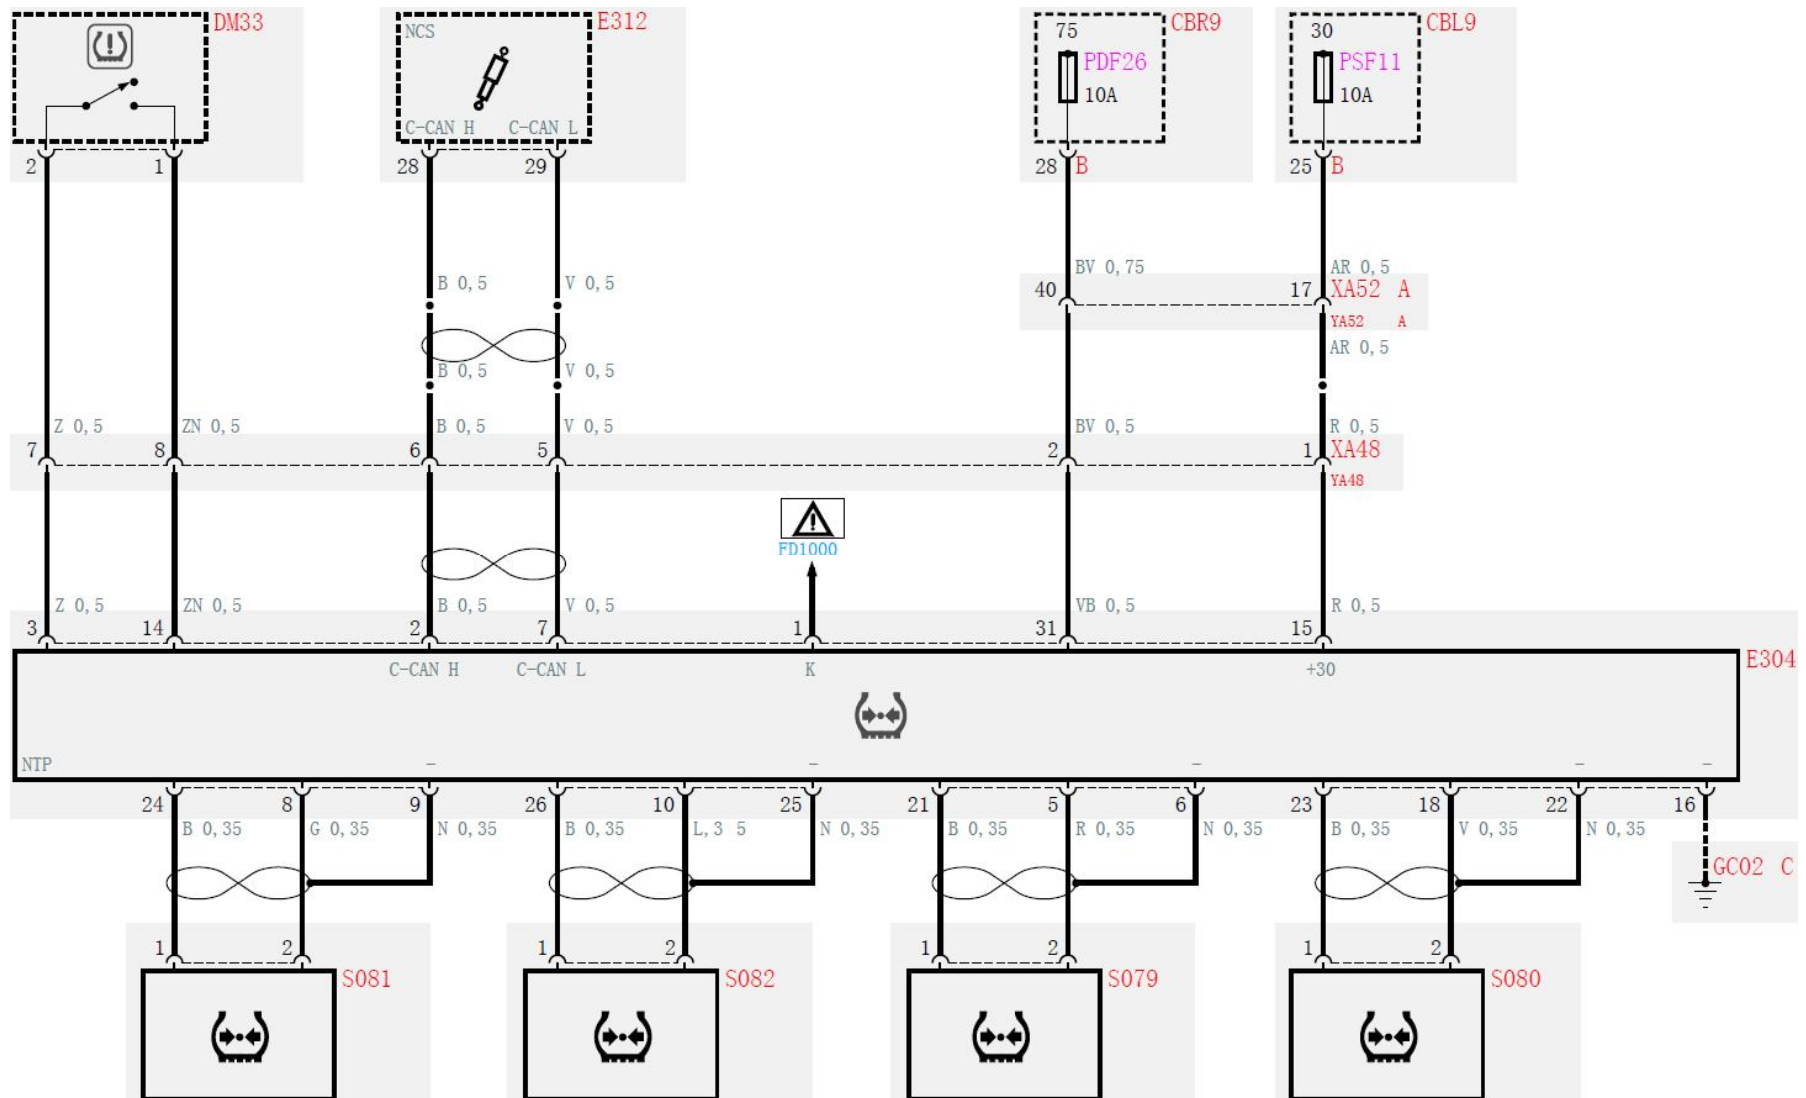 DM33
NCS
E312
75
CBR9
30
CBL9
PDF26
PSF11
10A
10A
C-CAN H C-CAN L
2 1 28 29 28 B 25 B
BV 0,75
AR 0,5
B 0,5
V 0,5
40 17 XA52 A
YA52 A
AR 0,5
B 0,5
V 0,5
Z 0,5 ZN 0,5 B 0,5 V 0,5 BV 0,5 R 0,5
7 8 6 5 2 1 XA48
YA48
FD1000
Z 0,5 ZN 0,5 B 0,5 V 0,5 VB 0,5 R 0,5
3 14 2 7 1 31 15
E304
C-CAN H C-CAN L K +30
NTP - - - - -
24 8 9 26 10 25 21 5 6 23 18 22 16
B 0,35 G 0,35 N 0,35 B 0,35 L,3 5 N 0,35 B 0,35 R 0,35 N 0,35 B 0,35 V 0,35 N 0,35
GC02 C
1 2 1 2 1 2 1 2
S081 S082 S079 S080